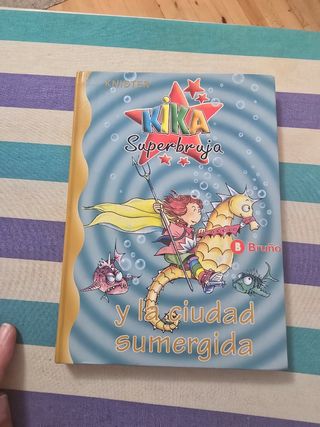 KNISTER
KIKA
Superbruja
B Bruño
y la ciudad
sumergida